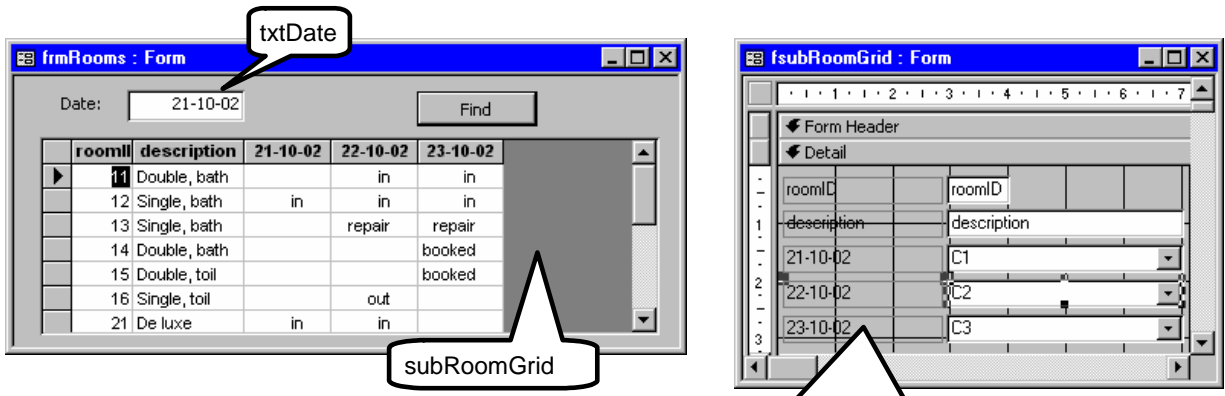 txtDate
frmRooms : Form
Date: 21-10-02 Find
roomII description 21-10-02 22-10-02 23-10-02
11 Double, bath in in
12 Single, bath in in in
13 Single, bath repair repair
14 Double, bath booked
15 Double, toil booked
16 Single, toil out
21 De luxe in in
subRoomGrid
fsubRoomGrid : Form
1 2 3 4 5 6 7
Form Header
Detail
roomID roomID
1 description description
21-10-02 C1
2 22-10-02 C2
23-10-02 C3
3